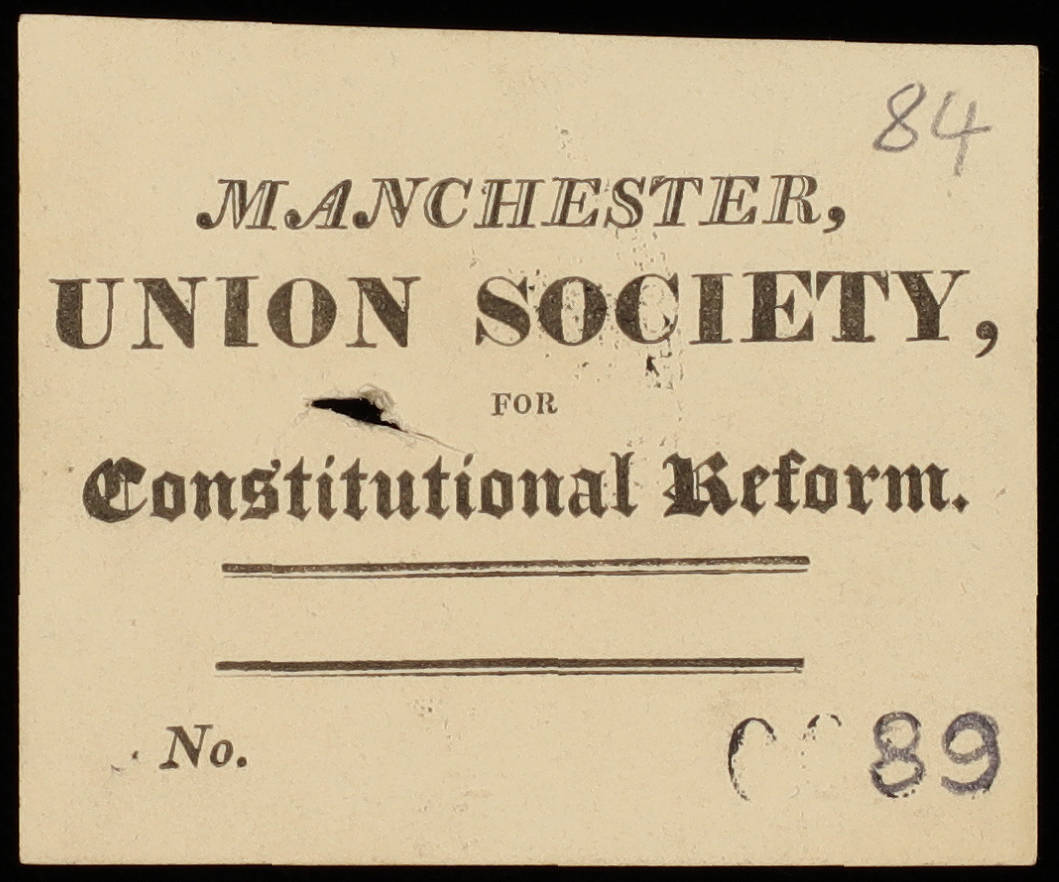 84
MANCHESTER,
UNION SOCIETY,
FOR
Constitutional Reform.
No. 89